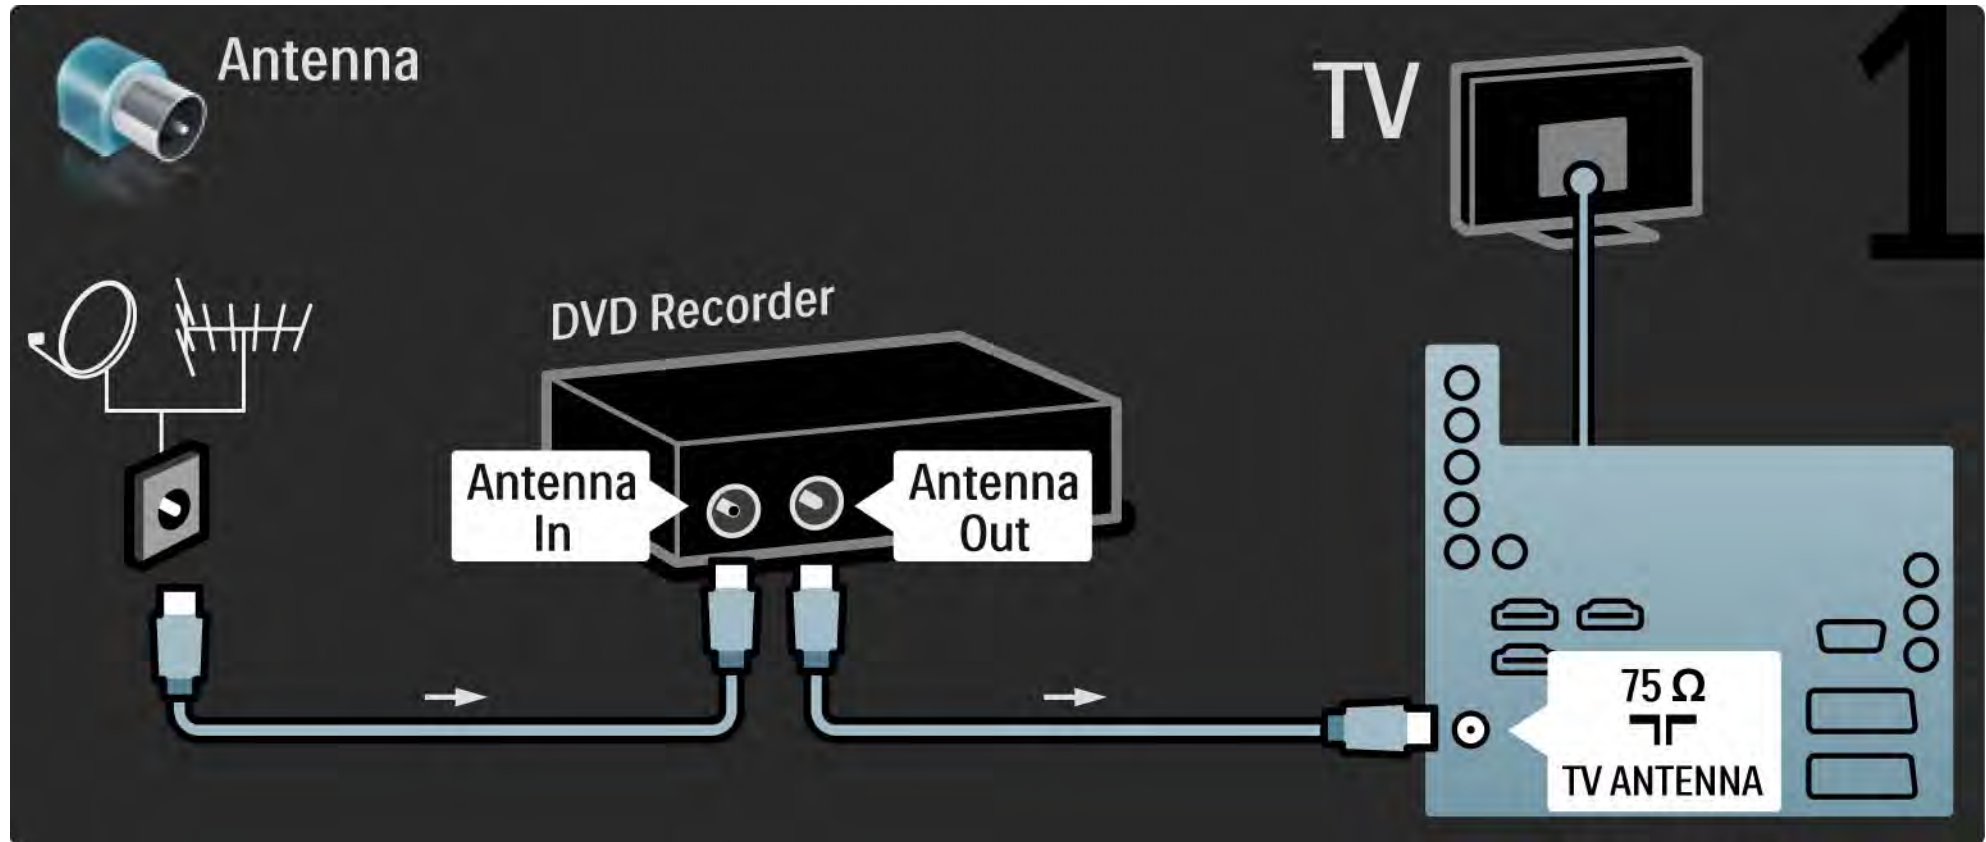 Antenna
TV
1
DVD Recorder
Antenna
In
Antenna
Out
75 Ω
TV ANTENNA